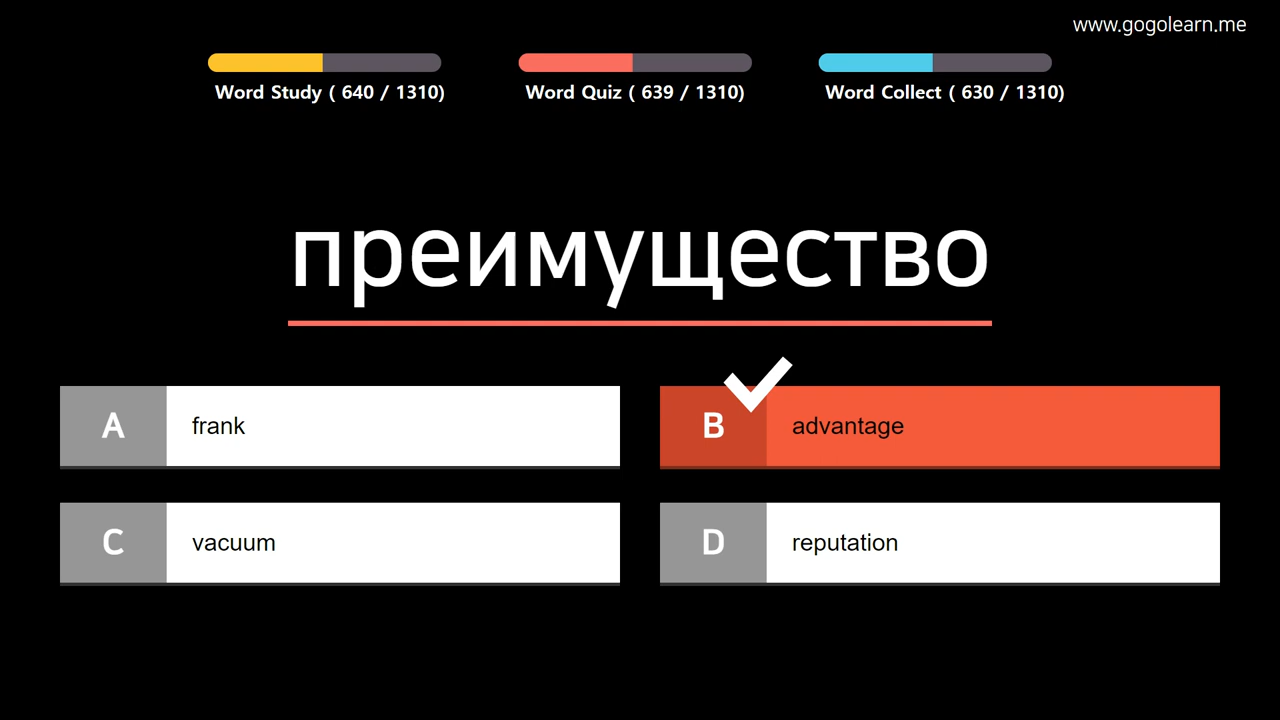 www.gogolearn.me
Word Study ( 640 / 1310)
Word Quiz ( 639 / 1310)
Word Collect ( 630 / 1310)
преимущество
A frank
B advantage
C vacuum
D reputation